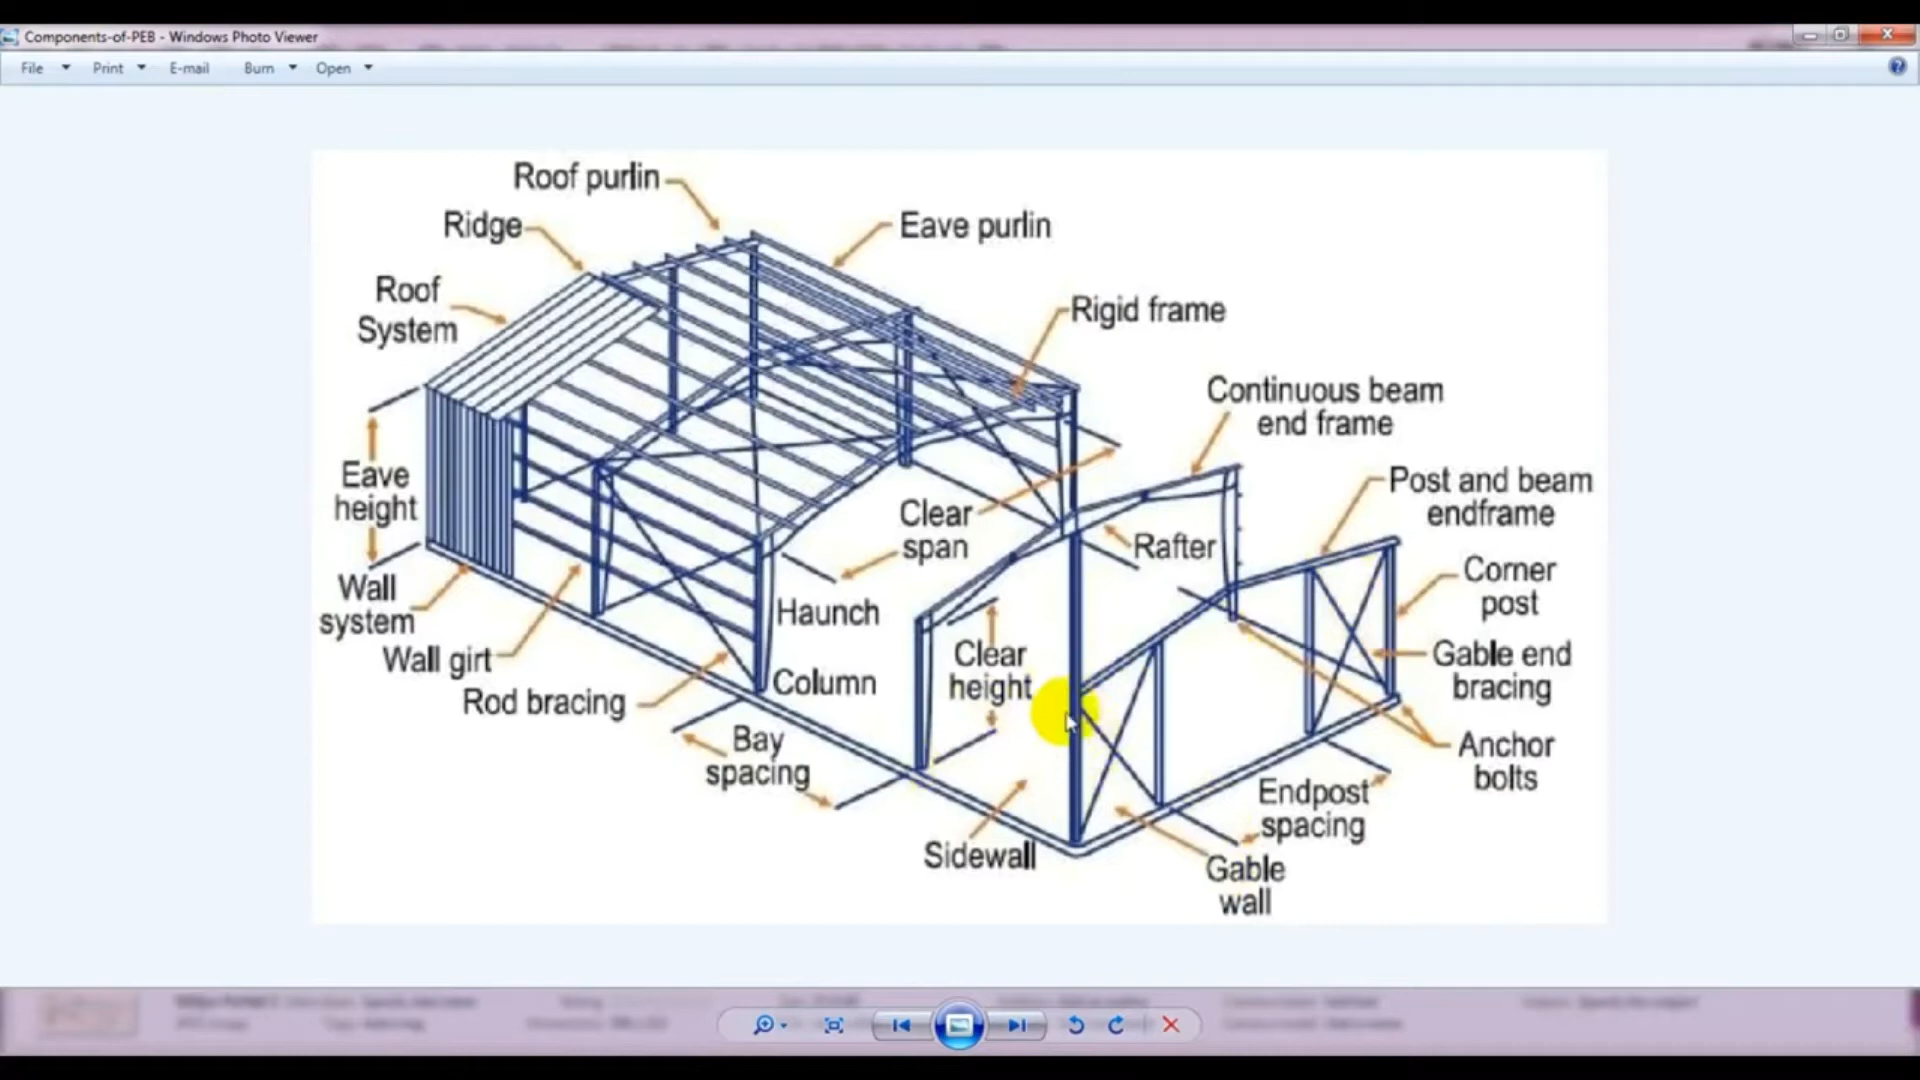 Components-of-PEB - Windows Photo Viewer
File Print E-mail Burn Open
Roof purlin
Ridge
Eave purlin
Roof
System
Rigid frame
Continuous beam
end frame
Eave
height
Post and beam
endframe
Clear
span
Rafter
Corner
post
Wall
system
Haunch
Wall girt
Clear
height
Gable end
bracing
Rod bracing
Column
Bay
spacing
Anchor
bolts
Endpost
spacing
Sidewall
Gable
wall